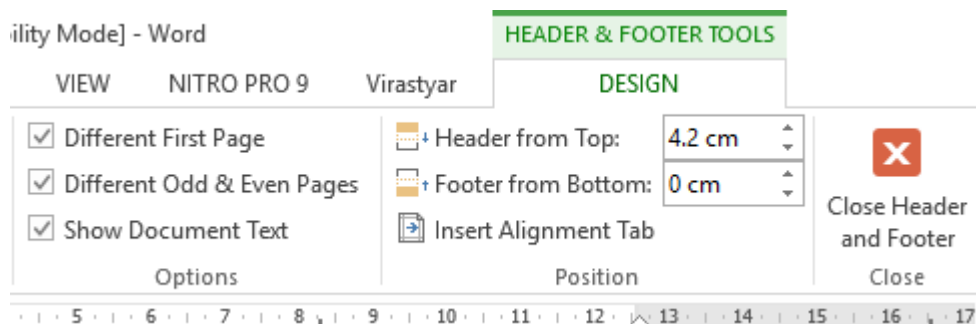 ility Mode] - Word
HEADER & FOOTER TOOLS
VIEW NITRO PRO 9 Virastyar DESIGN
Different First Page
Different Odd & Even Pages
Show Document Text
Options
Header from Top: 4.2 cm
Footer from Bottom: 0 cm
Insert Alignment Tab
Position
Close Header
and Footer
Close
5 6 7 8 9 10 11 12 13 14 15 16 17